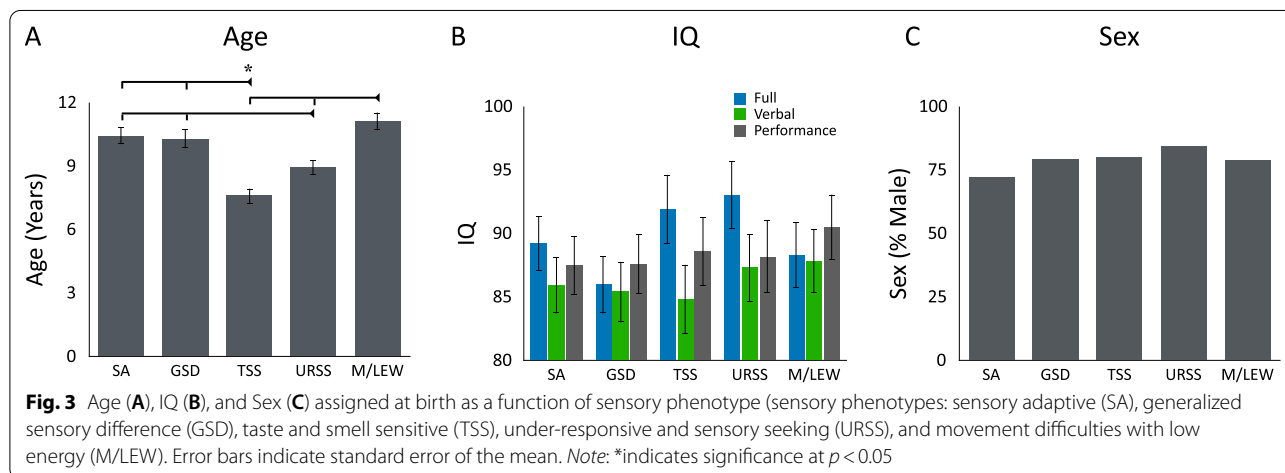 A Age
*
12
9
6
3
0
Age (Years)
SA GSD TSS URSS M/LEW
B IQ
Full
Verbal
Performance
100
95
90
85
80
IQ
SA GSD TSS URSS M/LEW
C Sex
100
75
50
25
0
Sex (% Male)
SA GSD TSS URSS M/LEW
Fig. 3 Age (A), IQ (B), and Sex (C) assigned at birth as a function of sensory phenotype (sensory phenotypes: sensory adaptive (SA), generalized
sensory difference (GSD), taste and smell sensitive (TSS), under-responsive and sensory seeking (URSS), and movement difficulties with low
energy (M/LEW). Error bars indicate standard error of the mean. Note: *indicates significance at p < 0.05